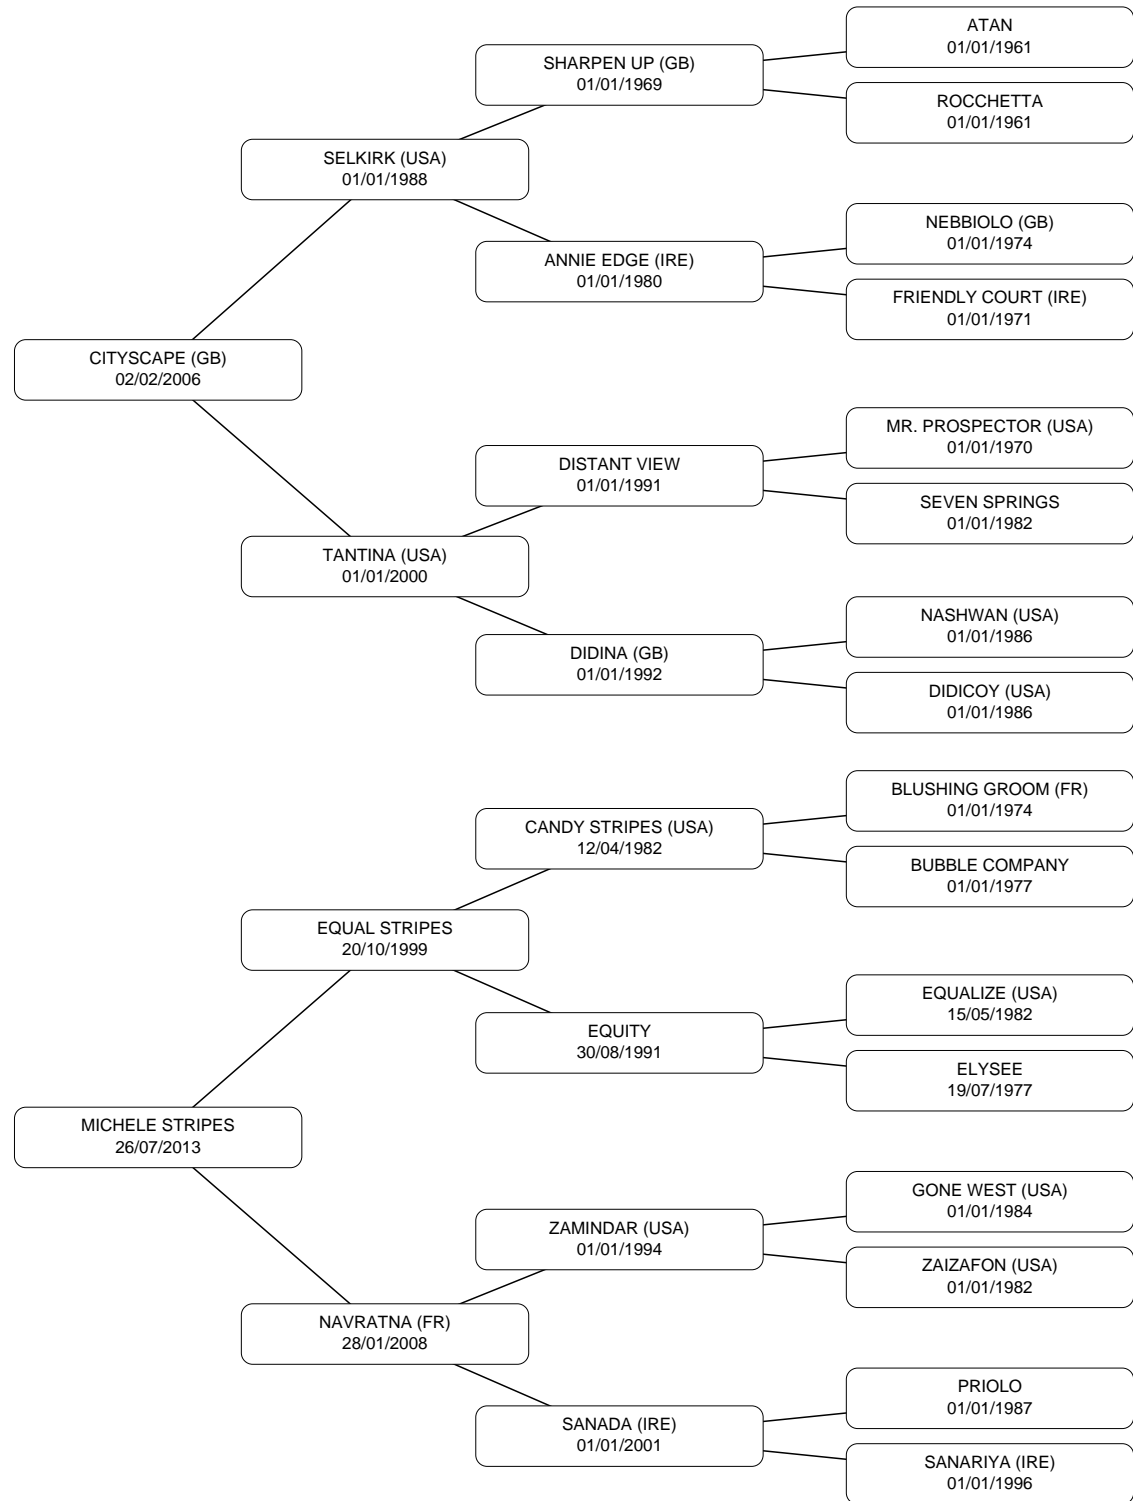 ATAN
01/01/1961
SHARPEN UP (GB)
01/01/1969
ROCCHETTA
01/01/1961
SELKIRK (USA)
01/01/1988
NEBBIOLO (GB)
01/01/1974
ANNIE EDGE (IRE)
01/01/1980
FRIENDLY COURT (IRE)
01/01/1971
CITYSCAPE (GB)
02/02/2006
MR. PROSPECTOR (USA)
01/01/1970
DISTANT VIEW
01/01/1991
SEVEN SPRINGS
01/01/1982
TANTINA (USA)
01/01/2000
NASHWAN (USA)
01/01/1986
DIDINA (GB)
01/01/1992
DIDICOY (USA)
01/01/1986
BLUSHING GROOM (FR)
01/01/1974
CANDY STRIPES (USA)
12/04/1982
BUBBLE COMPANY
01/01/1977
EQUAL STRIPES
20/10/1999
EQUALIZE (USA)
15/05/1982
EQUITY
30/08/1991
ELYSEE
19/07/1977
MICHELE STRIPES
26/07/2013
GONE WEST (USA)
01/01/1984
ZAMINDAR (USA)
01/01/1994
ZAIZAFON (USA)
01/01/1982
NAVRATNA (FR)
28/01/2008
PRIOLO
01/01/1987
SANADA (IRE)
01/01/2001
SANARIYA (IRE)
01/01/1996